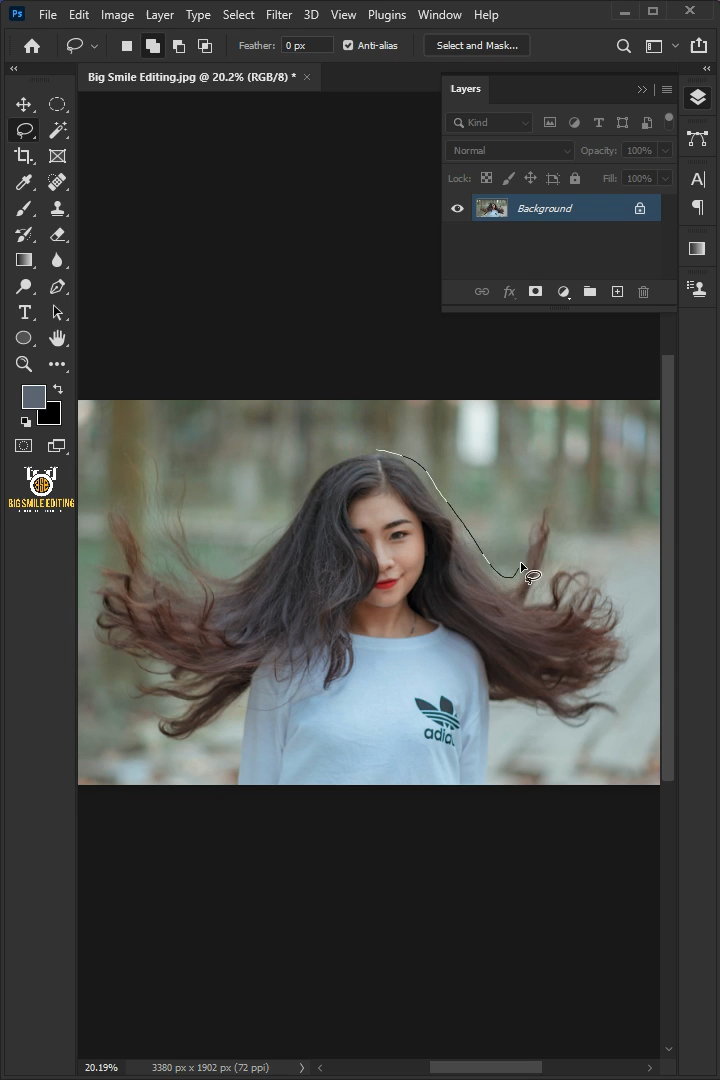 Ps File Edit Image Layer Type Select Filter 3D View Plugins Window Help
Feather: 0 px Anti-alias Select and Mask...
Big Smile Editing.jpg @ 20.2% (RGB/8) * ×
Layers
Kind
Normal Opacity: 100%
Lock: Fill: 100%
Background
fx
BIG SMILE EDITING
adidas
20.19% 3380 px x 1902 px (72 ppi)